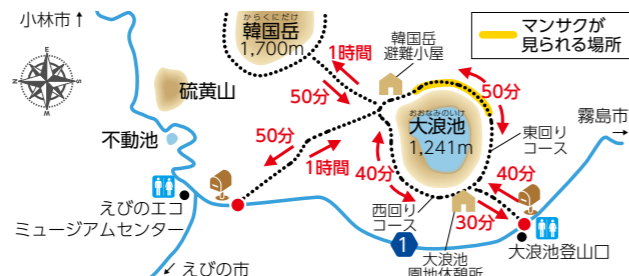 小林市↑
からくにだけ
韓国岳
1,700m
1時間
50分
韓国岳
避難小屋
マンサクが
見られる場所
N
E
S
W
硫黄山
不動池
50分
1時間
おおなみのいけ
大浪池
1,241m
50分
東回り
コース
霧島市
→
40分
40分
西回り
コース
30分
えびのエコ
ミュージアムセンター
1
大浪池
園地休憩所
大浪池登山口
↙えびの市